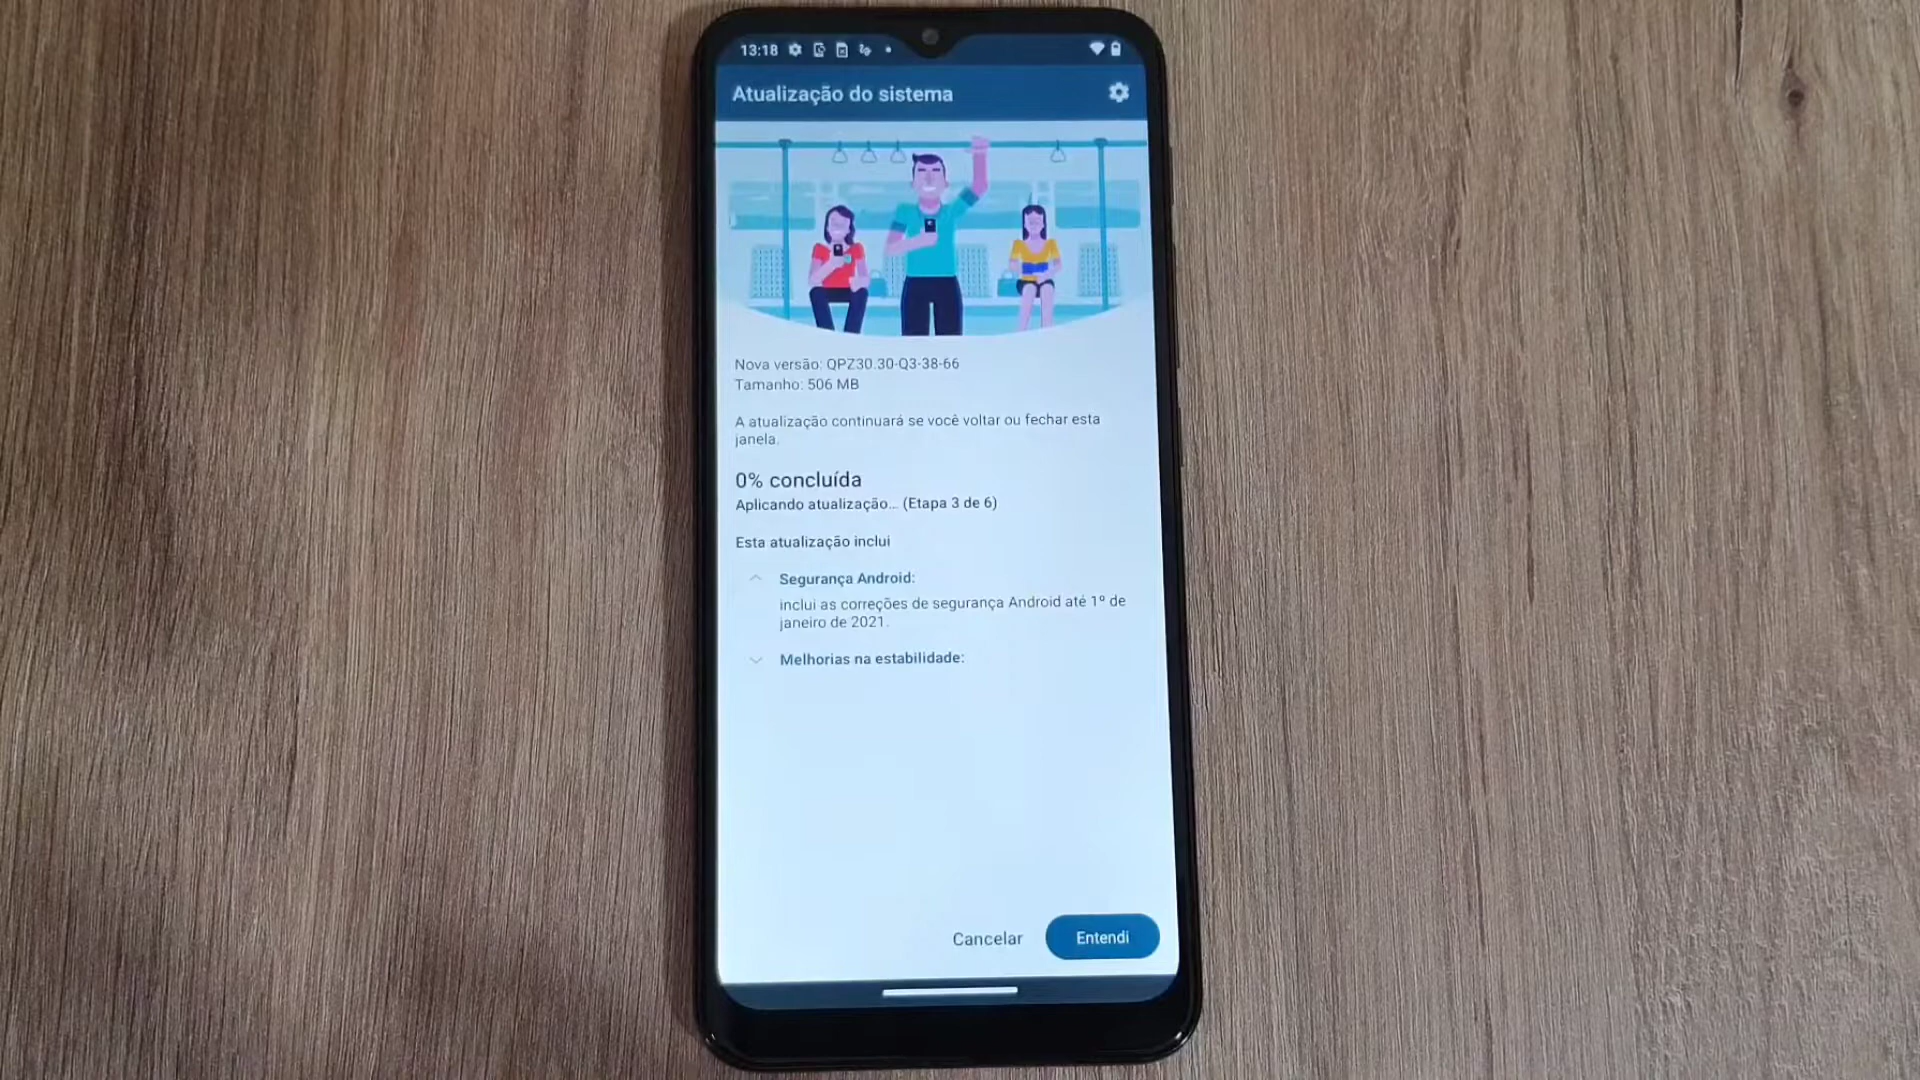 13:18
Atualização do sistema
Nova versão: QPZ30.30-Q3-38-66
Tamanho: 506 MB
A atualização continuará se você voltar ou fechar esta
janela.
0% concluída
Aplicando atualização... (Etapa 3 de 6)
Esta atualização inclui
Segurança Android:
inclui as correções de segurança Android até 1º de
janeiro de 2021.
Melhorias na estabilidade:
Cancelar
Entendi